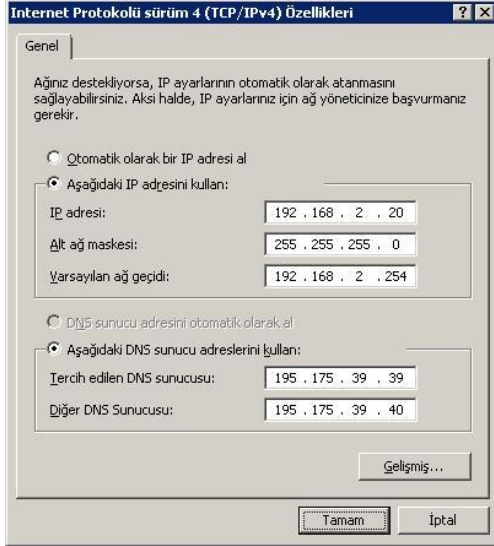 Internet Protokolü sürüm 4 (TCP/IPv4) Özellikleri
Genel
Ağınız destekliyorsa, IP ayarlarının otomatik olarak atanmasını
sağlayabilirsiniz. Aksi halde, IP ayarlarınız için ağ yöneticinize başvurmanız
gerekir.
Otomatik olarak bir IP adresi al
Aşağıdaki IP adresini kullan:
IP adresi: 192 . 168 . 2 . 20
Alt ağ maskesi: 255 . 255 . 255 . 0
Varsayılan ağ geçidi: 192 . 168 . 2 . 254
DNS sunucu adresini otomatik olarak al
Aşağıdaki DNS sunucu adreslerini kullan:
Tercih edilen DNS sunucusu: 195 . 175 . 39 . 39
Diğer DNS Sunucusu: 195 . 175 . 39 . 40
Gelişmiş...
Tamam İptal